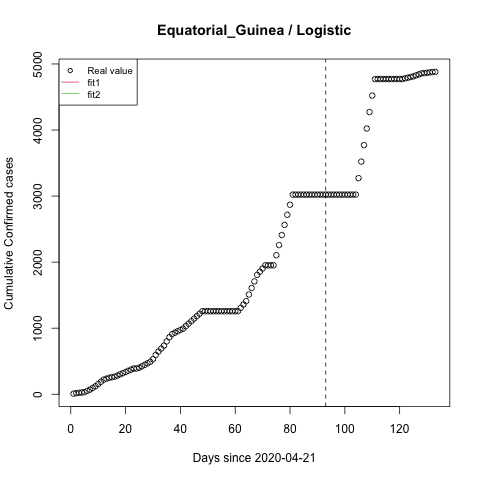 Equatorial_Guinea / Logistic
Real value
fit1
fit2
Cumulative Confirmed cases
5000
4000
3000
2000
1000
0
0 20 40 60 80 100 120
Days since 2020-04-21